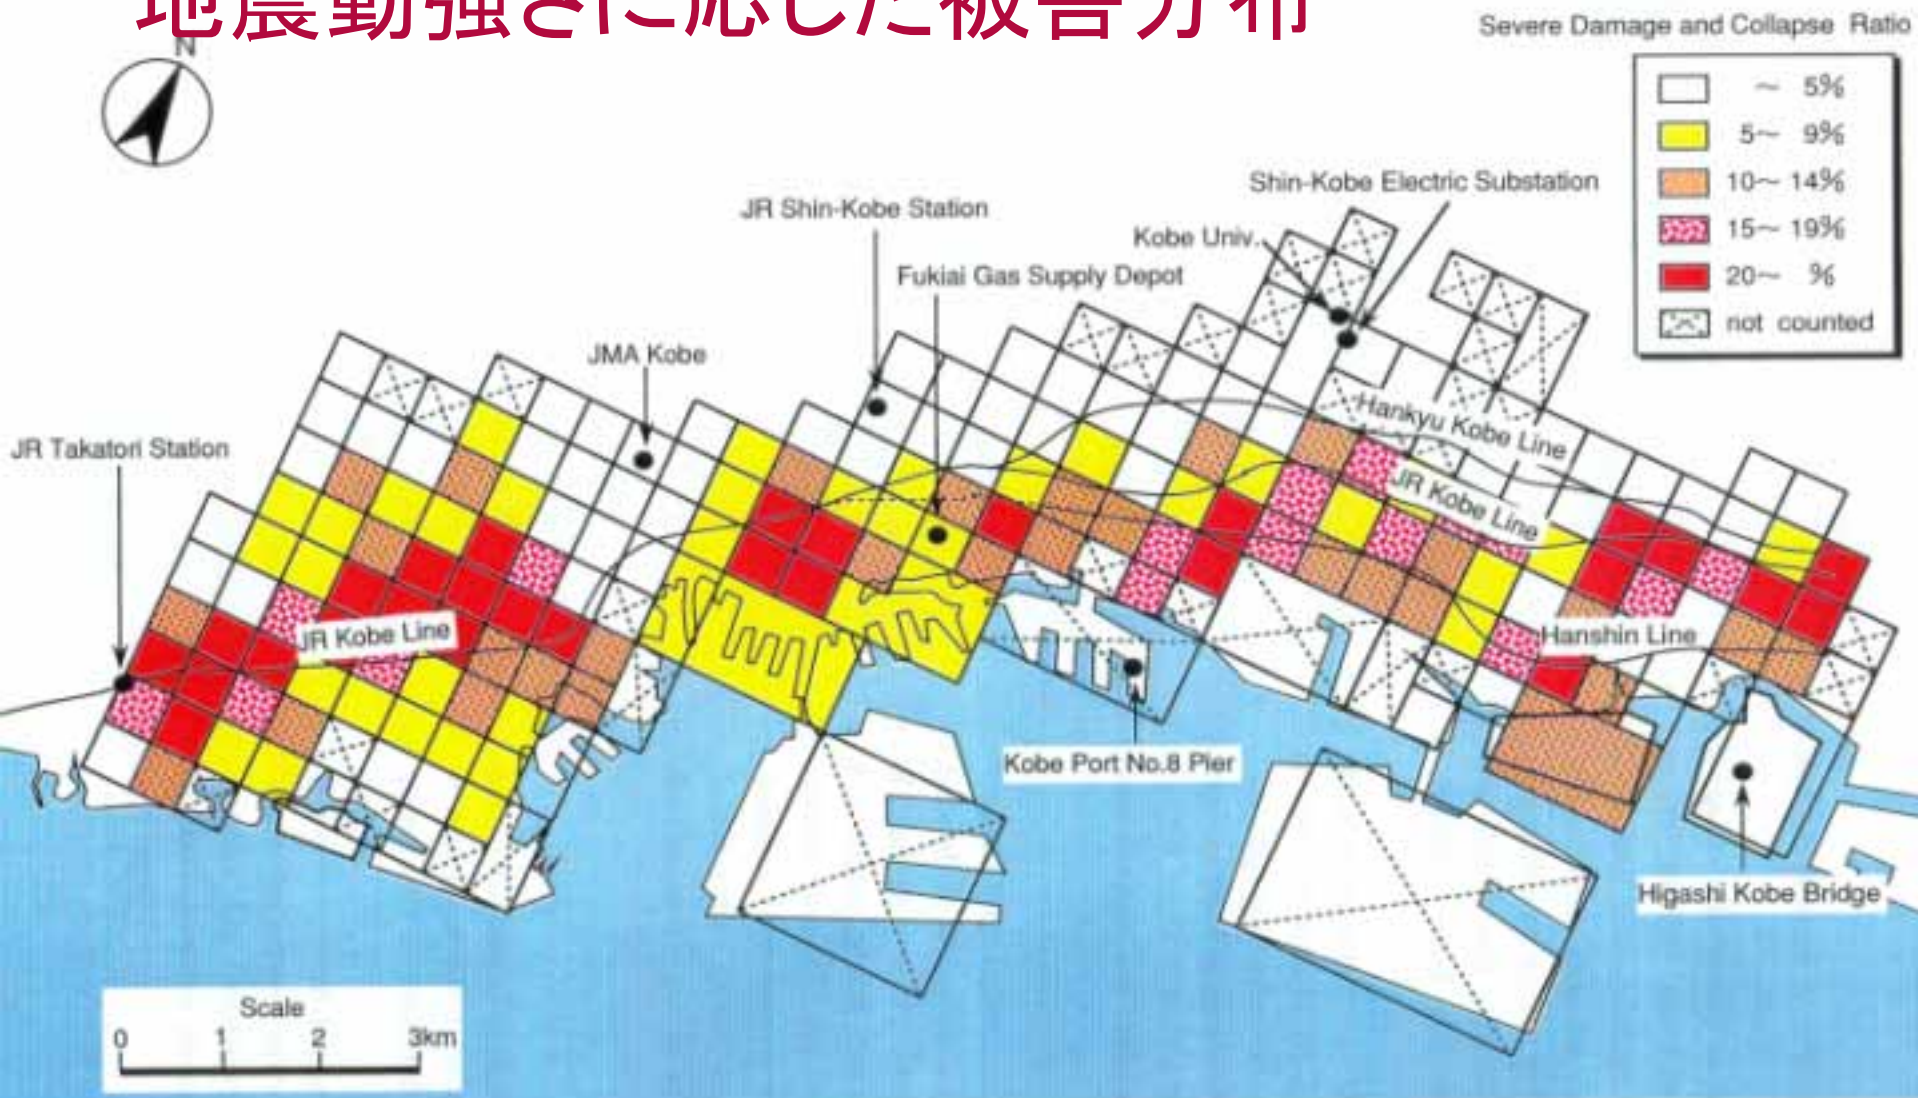 地震動強さに応じた被害分布
N
Severe Damage and Collapse Ratio
～ 5%
5～ 9%
10～ 14%
15～ 19%
20～ %
not counted
Shin-Kobe Electric Substation
JR Shin-Kobe Station
Kobe Univ.
Fukiai Gas Supply Depot
JMA Kobe
JR Takatori Station
Hankyu Kobe Line
JR Kobe Line
JR Kobe Line
Hanshin Line
Kobe Port No.8 Pier
Higashi Kobe Bridge
Scale
0 1 2 3km